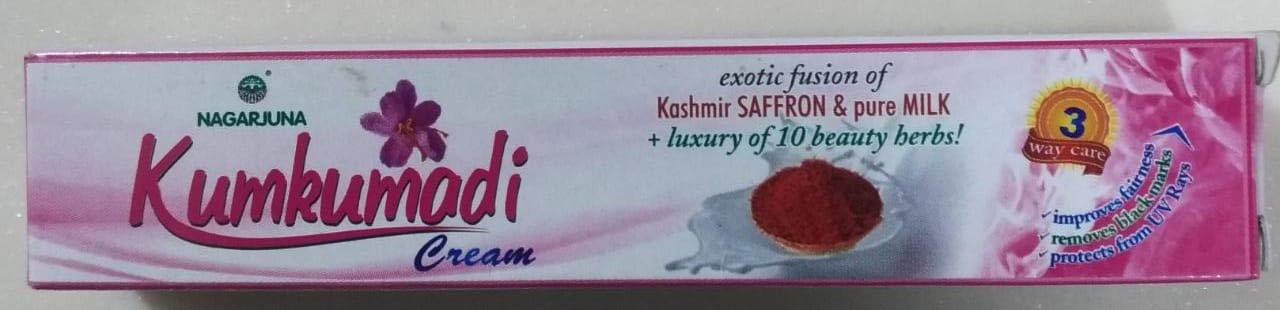 NAGARJUNA
Kumkumadi
Cream
exotic fusion of
Kashmir SAFFRON & pure MILK
+ luxury of 10 beauty herbs!
3
way care
✓ improves fairness
✓ removes black marks
✓ protects from UV Rays